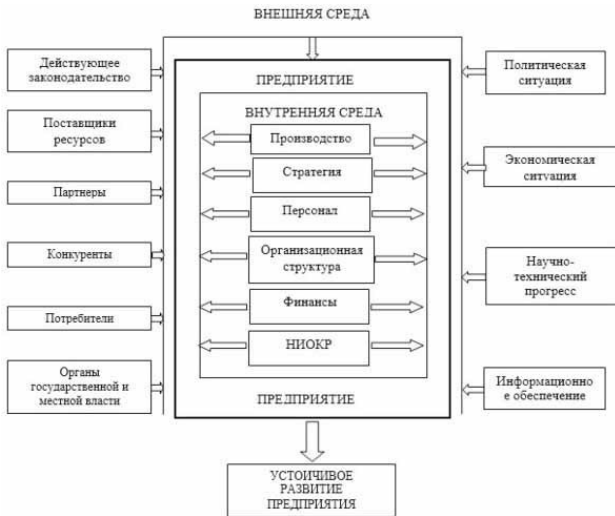 ВНЕШНЯЯ СРЕДА
Действующее
законодательство
Поставщики
ресурсов
Партнеры
Конкуренты
Потребители
Органы
государственной и
местной власти
ПРЕДПРИЯТИЕ
ВНУТРЕННЯЯ СРЕДА
Производство
Стратегия
Персонал
Организационная
структура
Финансы
НИОКР
ПРЕДПРИЯТИЕ
Политическая
ситуация
Экономическая
ситуация
Научно-
технический
прогресс
Информационно
е обеспечение
УСТОИЧИВОЕ
РАЗВИТИЕ
ПРЕДПРИЯТИЯ